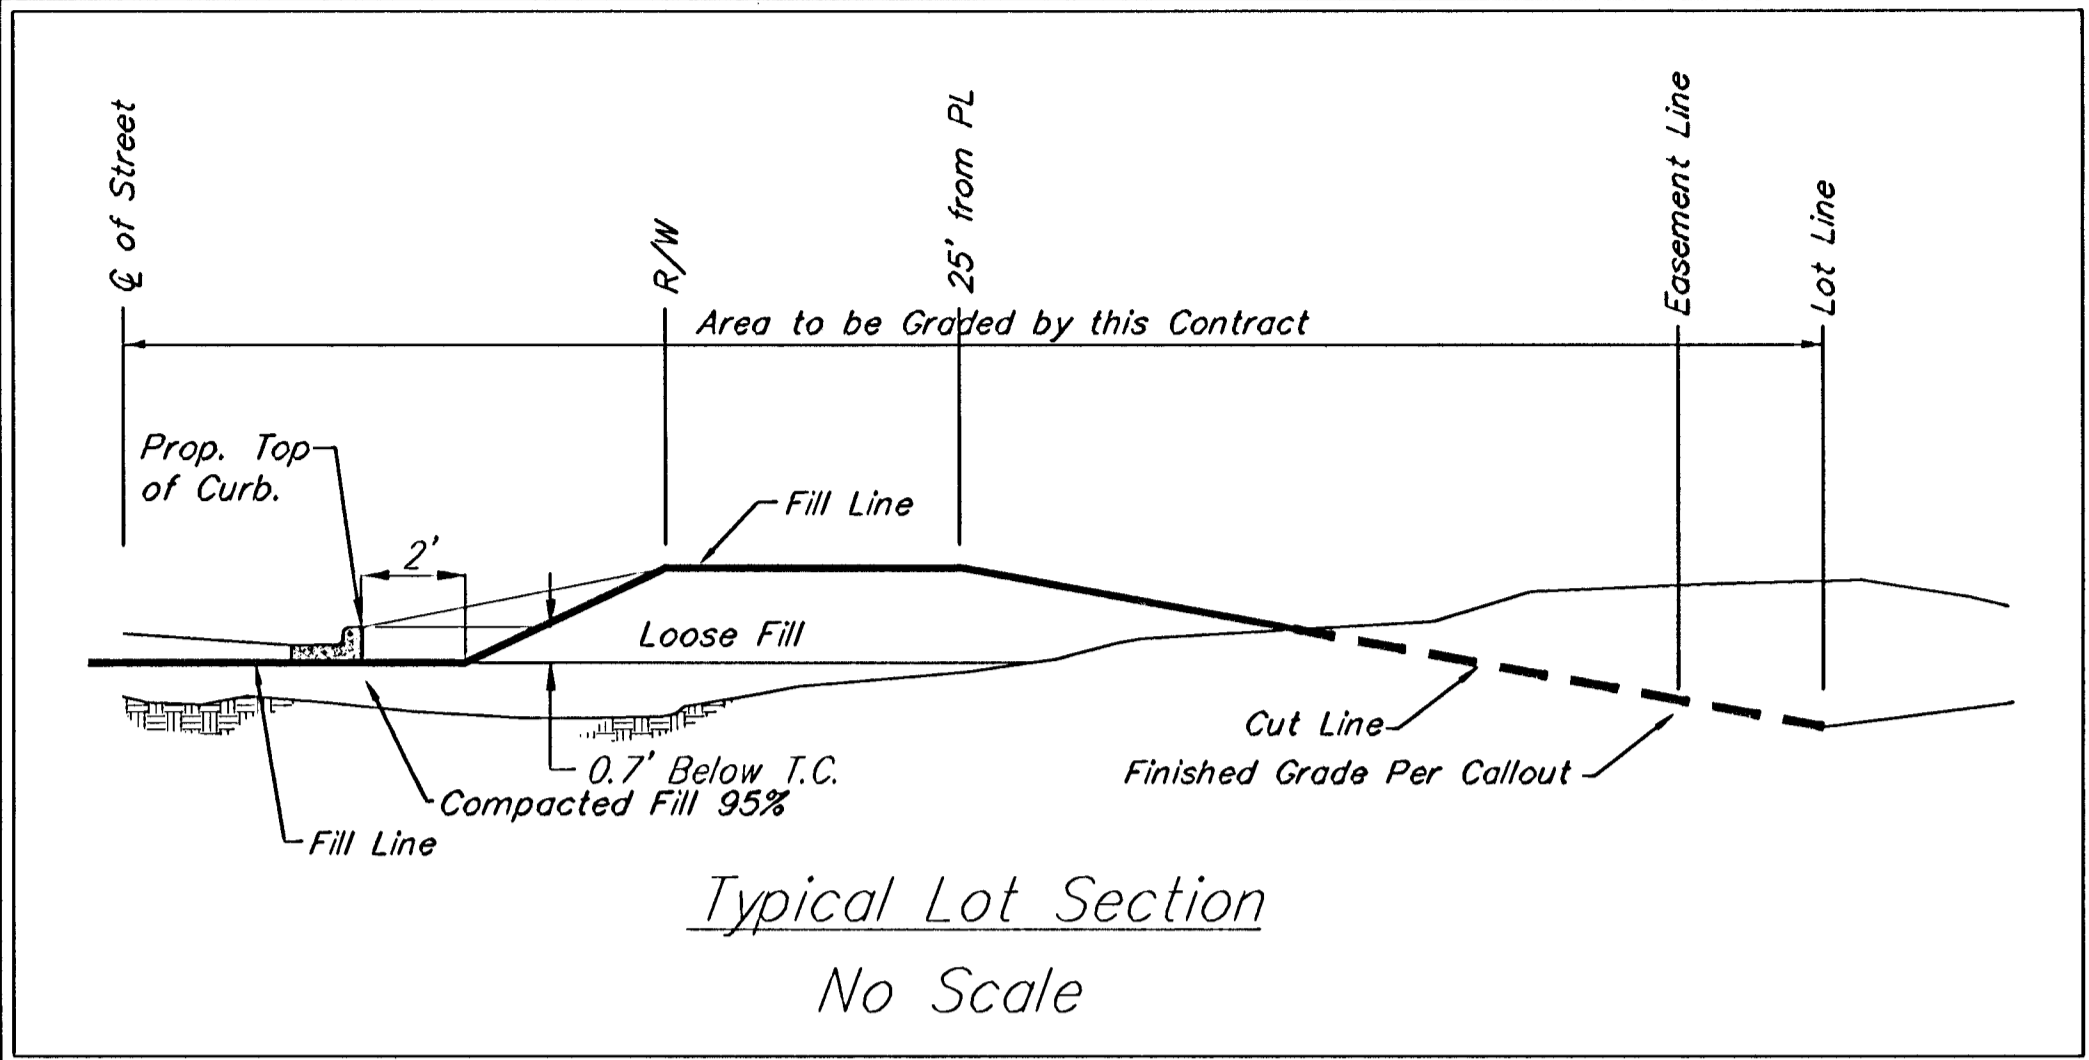 ℄ of Street
R/W
25' from PL
Easement Line
Lot Line
Area to be Graded by this Contract
Prop. Top
of Curb.
2'
Fill Line
Loose Fill
0.7' Below T.C.
Compacted Fill 95%
Fill Line
Cut Line
Finished Grade Per Callout
Typical Lot Section
No Scale